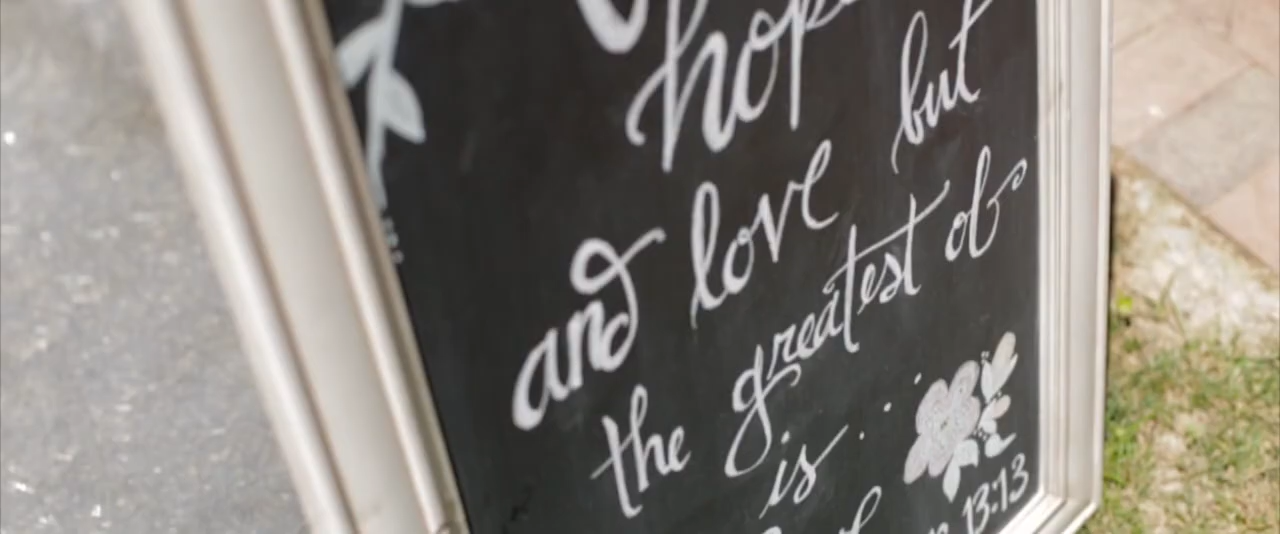 hope
and love but
the greatest of
is...
13:13